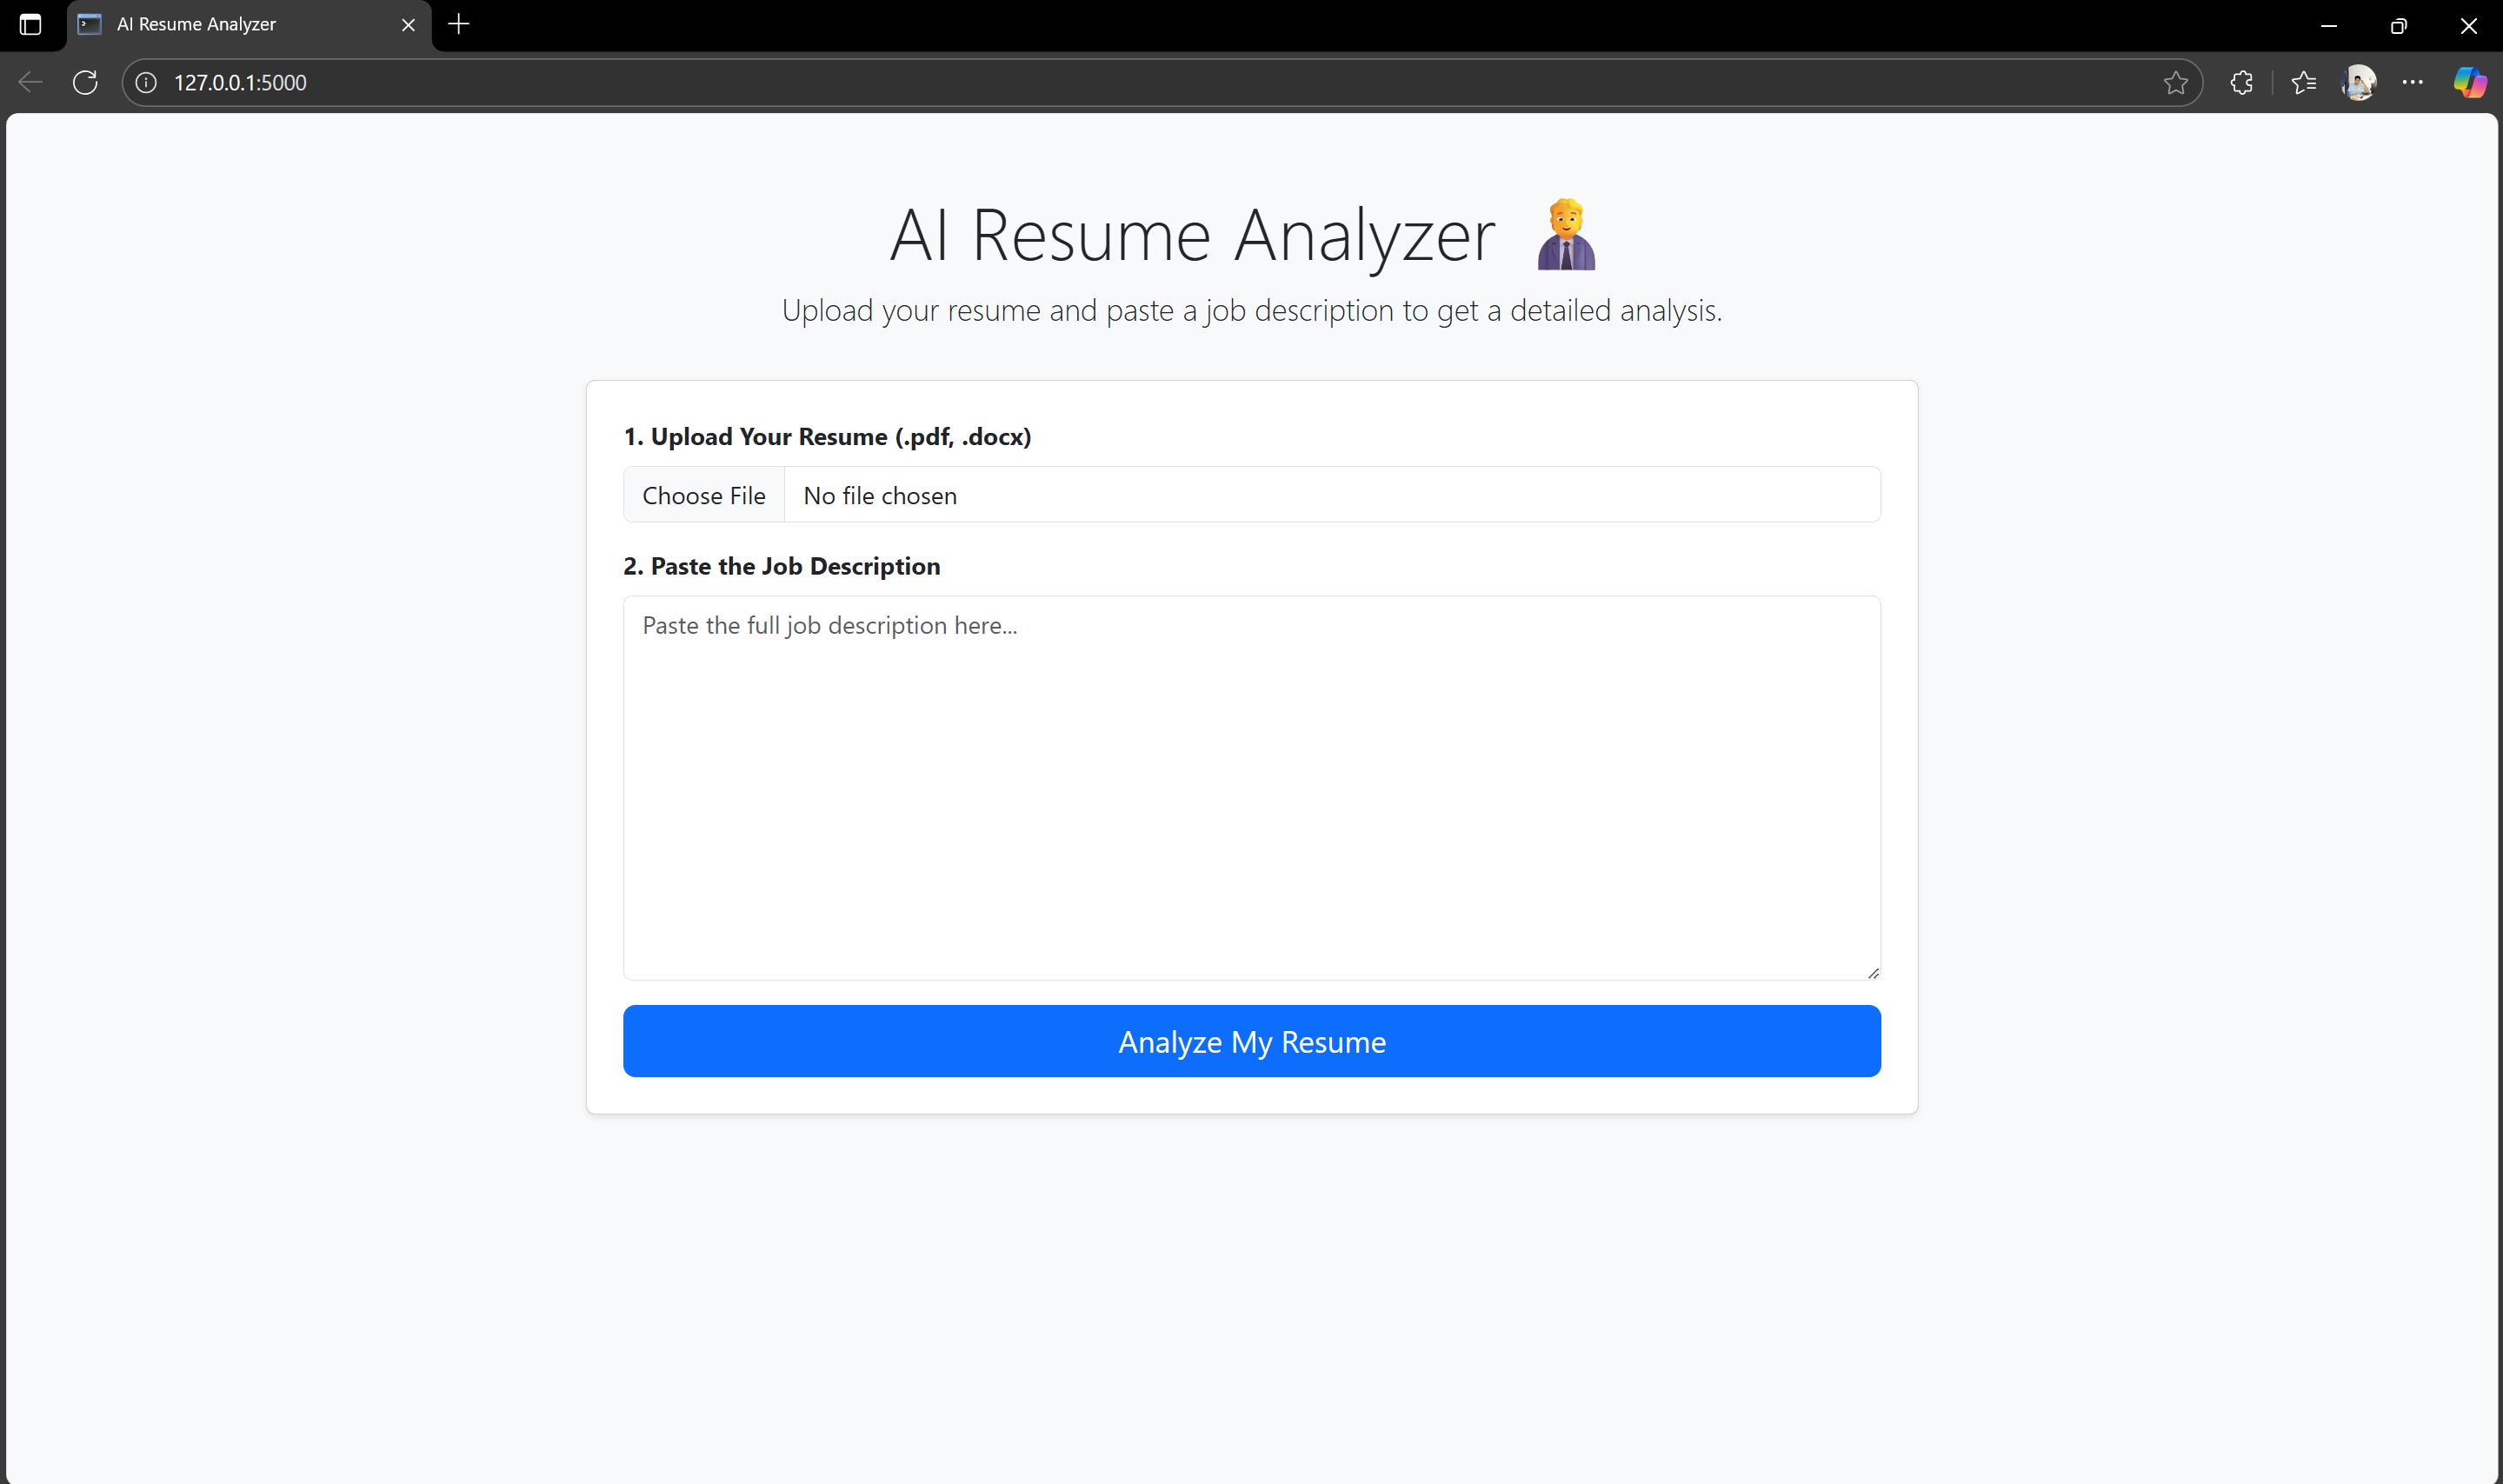 AI Resume Analyzer
127.0.0.1:5000
AI Resume Analyzer
Upload your resume and paste a job description to get a detailed analysis.
1. Upload Your Resume (.pdf, .docx)
Choose File No file chosen
2. Paste the Job Description
Paste the full job description here...
Analyze My Resume